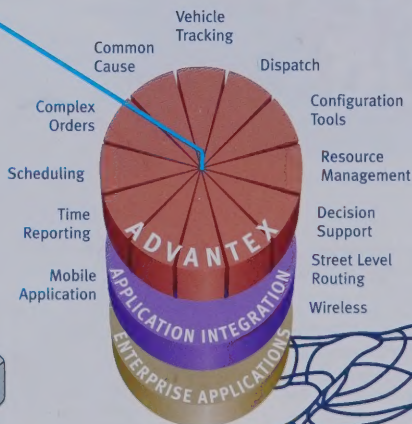 Vehicle
Tracking
Common
Cause
Dispatch
Complex
Orders
Configuration
Tools
Scheduling
Resource
Management
Time
Reporting
Decision
Support
Mobile
Application
Street Level
Routing
Wireless
ADVANTEX
APPLICATION INTEGRATION
ENTERPRISE APPLICATIONS